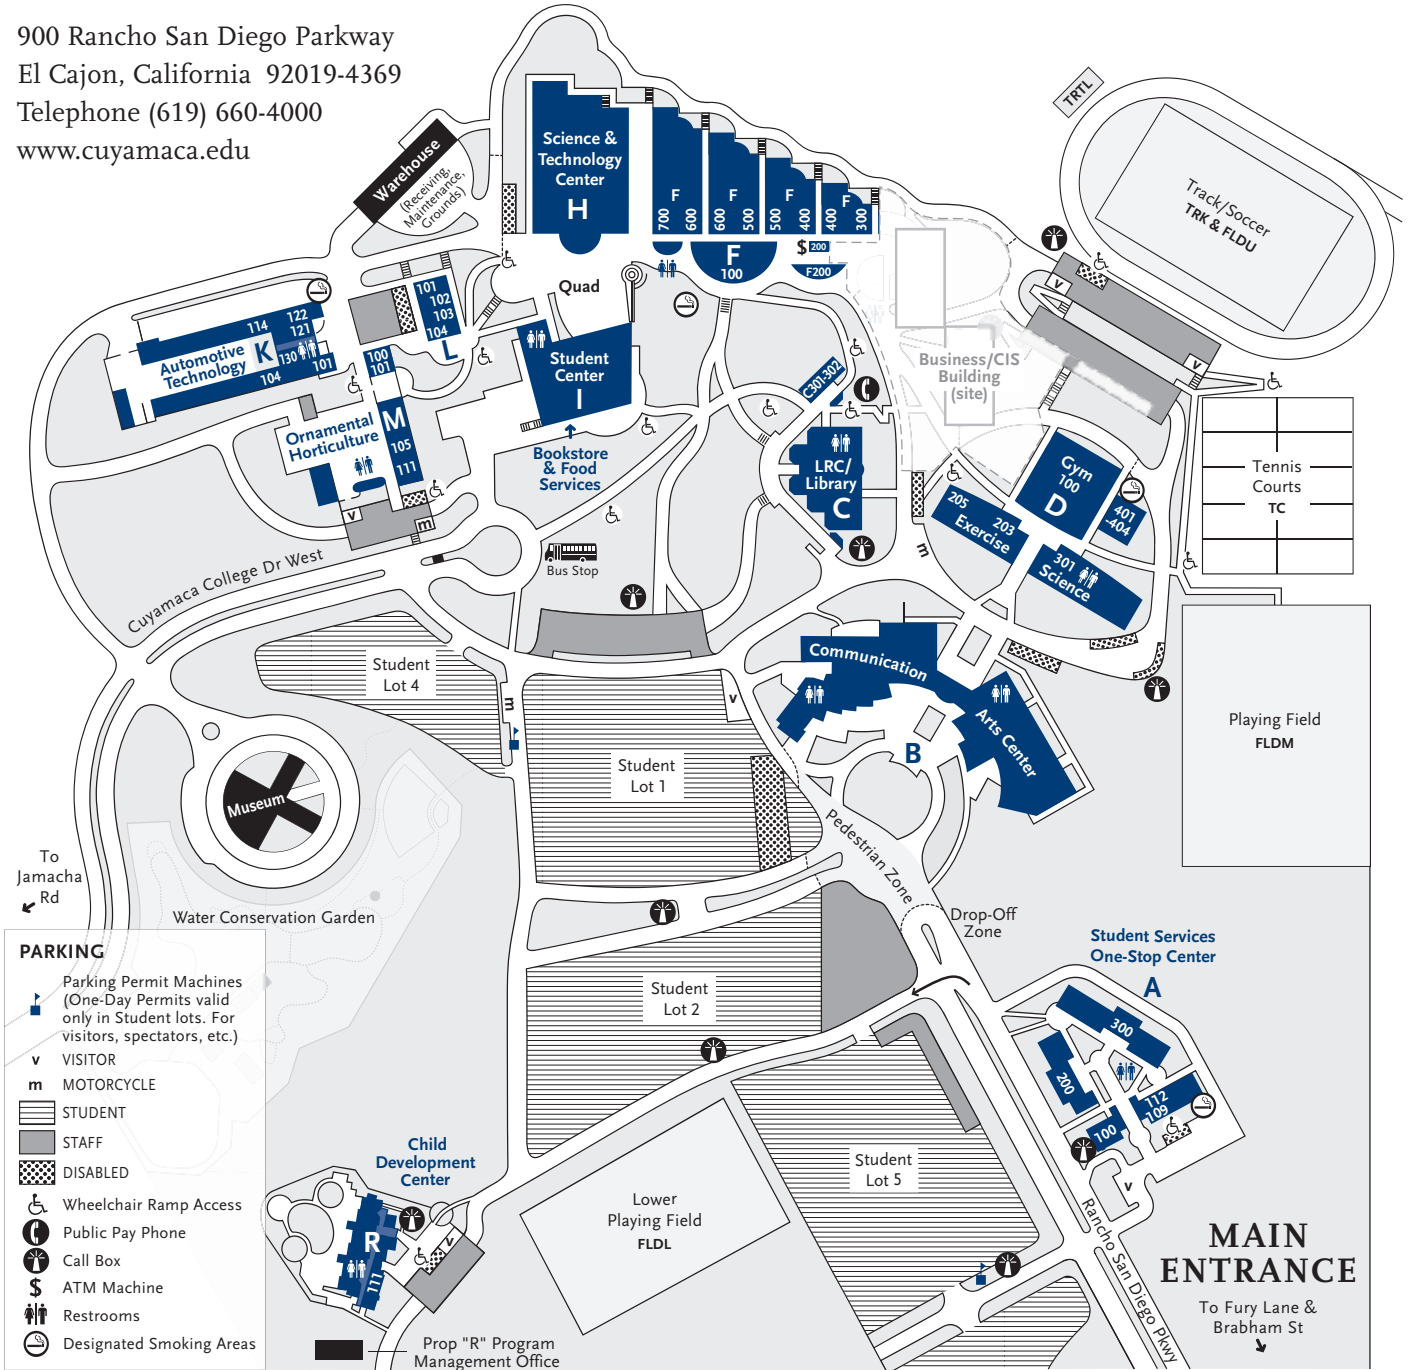 900 Rancho San Diego Parkway
El Cajon, California 92019-4369
Telephone (619) 660-4000
www.cuyamaca.edu
Warehouse
(Receiving,
Maintenance,
Grounds)
Science &
Technology
Center
H
F
700
600
F
600
500
F
500
400
F
400
300
F
100
$
200
F200
Quad
TRTL
Track/Soccer
TRK & FLDU
v
v
114
122
121
Automotive
Technology
K
130
101
104
101
102
103
104
L
100
101
M
Ornamental
Horticulture
105
111
v
m
Student
Center
I
Bookstore
& Food
Services
C301-302
LRC/
Library
C
Business/CIS
Building
(site)
Gym
100
D
401
-404
205
203
Exercise
301
Science
m
Tennis
Courts
TC
Bus Stop
Cuyamaca College Dr West
Student
Lot 4
m
v
Student
Lot 1
Communication
Arts Center
B
Playing Field
FLDM
Museum
To
Jamacha
Rd
Water Conservation Garden
Pedestrian Zone
Drop-Off
Zone
Student
Lot 2
Student Services
One-Stop Center
A
300
200
112
109
100
v
Student
Lot 5
Lower
Playing Field
FLDL
Child
Development
Center
R
111
v
Rancho San Diego Pkwy
MAIN
ENTRANCE
To Fury Lane &
Brabham St
Prop "R" Program
Management Office
PARKING
Parking Permit Machines
(One-Day Permits valid
only in Student lots. For
visitors, spectators, etc.)
v VISITOR
m MOTORCYCLE
STUDENT
STAFF
DISABLED
Wheelchair Ramp Access
Public Pay Phone
Call Box
$ ATM Machine
Restrooms
Designated Smoking Areas